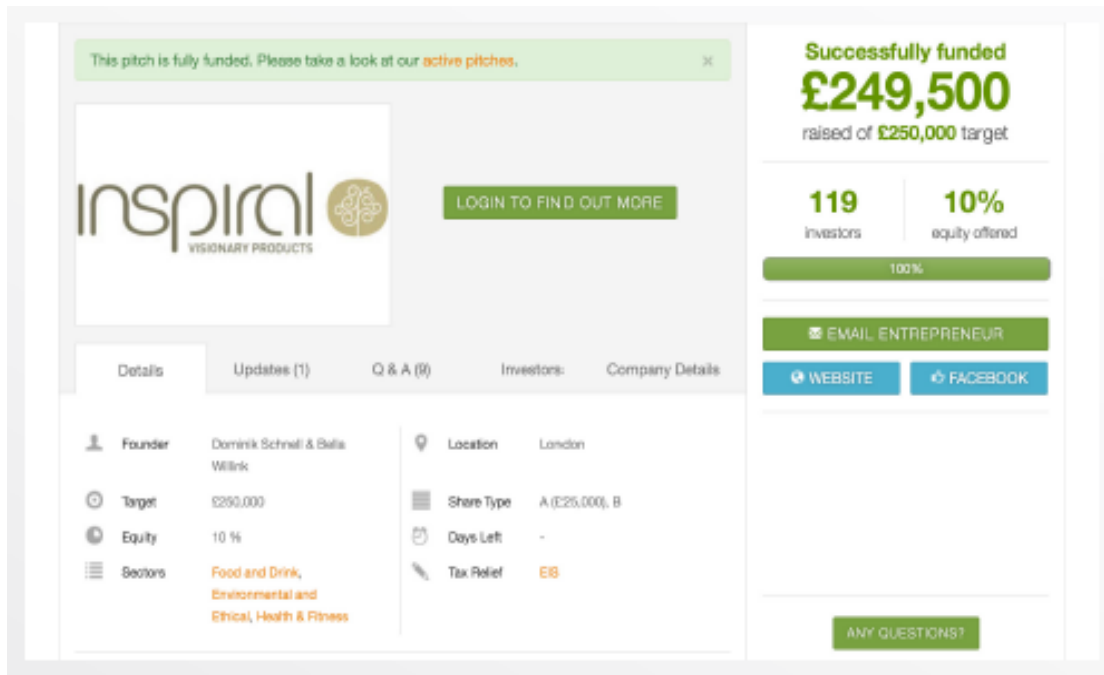 This pitch is fully funded. Please take a look at our active pitches. ×
inspiral
VISIONARY PRODUCTS
LOGIN TO FIND OUT MORE
Successfully funded
£249,500
raised of £250,000 target
119
investors
10%
equity offered
100%
EMAIL ENTREPRENEUR
WEBSITE
FACEBOOK
Details
Updates (1)
Q & A (9)
Investors
Company Details
Founder
Dominik Schnell & Bella
Willink
Location
London
Target
£250,000
Share Type
A (£25,000), B
Equity
10 %
Days Left
-
Sectors
Food and Drink,
Environmental and
Ethical, Health & Fitness
Tax Relief
EIS
ANY QUESTIONS?